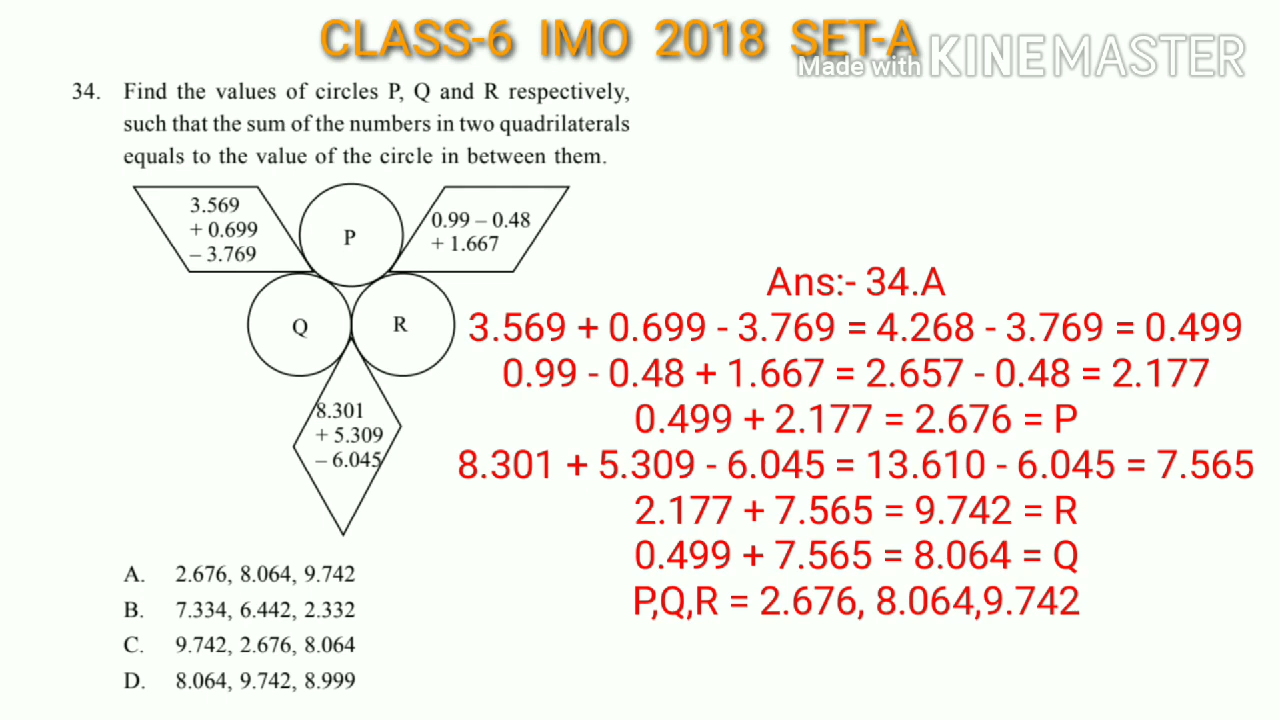 CLASS-6 IMO 2018 SET-A
Made with KINEMASTER
34. Find the values of circles P, Q and R respectively,
such that the sum of the numbers in two quadrilaterals
equals to the value of the circle in between them.
3.569
+ 0.699
– 3.769
P
0.99 – 0.48
+ 1.667
Q
R
8.301
+ 5.309
– 6.045
A. 2.676, 8.064, 9.742
B. 7.334, 6.442, 2.332
C. 9.742, 2.676, 8.064
D. 8.064, 9.742, 8.999
Ans:- 34.A
3.569 + 0.699 - 3.769 = 4.268 - 3.769 = 0.499
0.99 - 0.48 + 1.667 = 2.657 - 0.48 = 2.177
0.499 + 2.177 = 2.676 = P
8.301 + 5.309 - 6.045 = 13.610 - 6.045 = 7.565
2.177 + 7.565 = 9.742 = R
0.499 + 7.565 = 8.064 = Q
P,Q,R = 2.676, 8.064,9.742